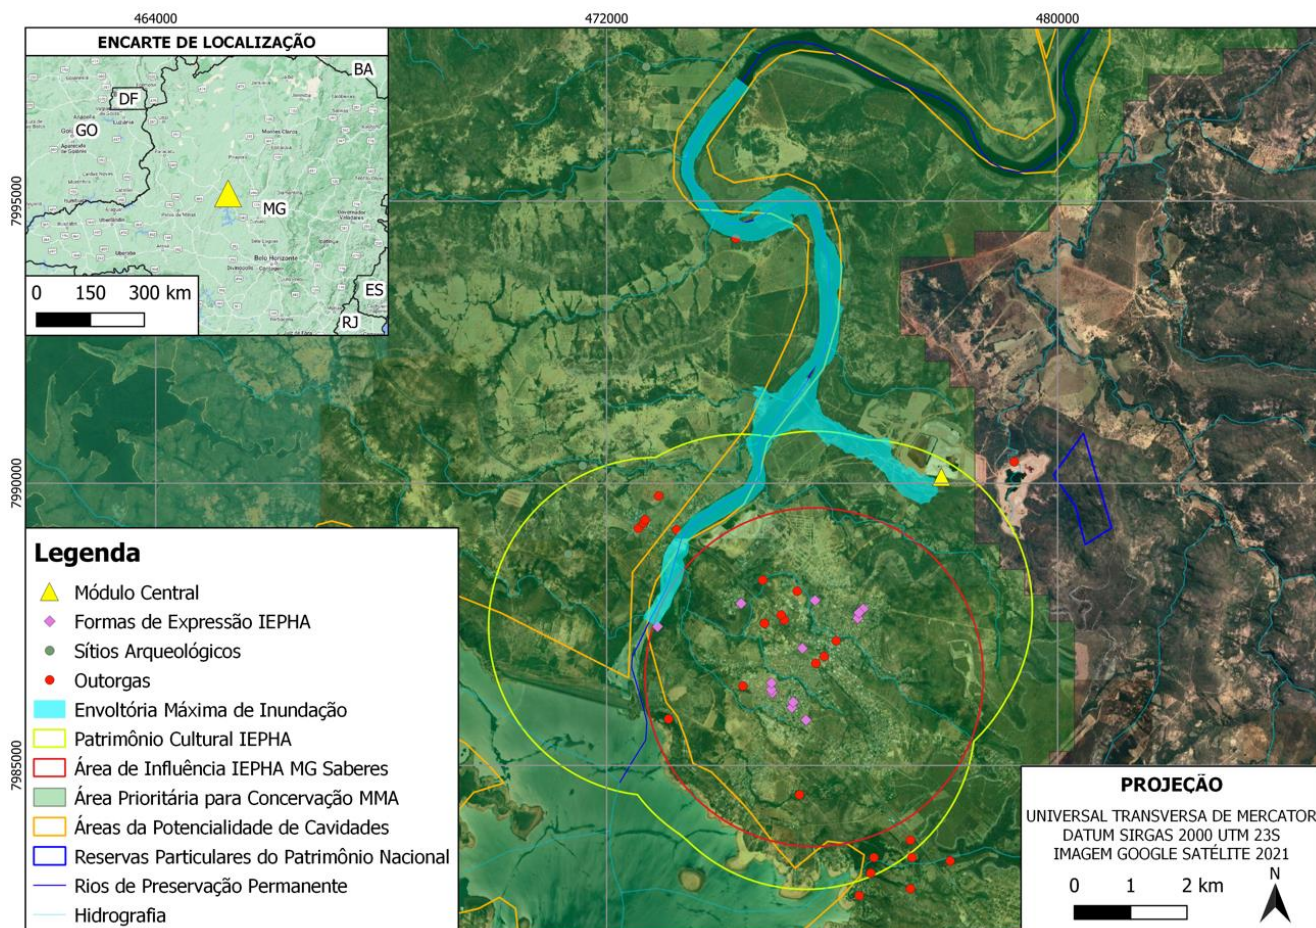 464000
472000
480000
7995000
7990000
7985000
ENCARTE DE LOCALIZAÇÃO
BA
DF
GO
MG
Belo Horizonte
ES
RJ
0 150 300 km
Legenda
Módulo Central
Formas de Expressão IEPHA
Sítios Arqueológicos
Outorgas
Envoltória Máxima de Inundação
Patrimônio Cultural IEPHA
Área de Influência IEPHA MG Saberes
Área Prioritária para Concervação MMA
Áreas da Potencialidade de Cavidades
Reservas Particulares do Patrimônio Nacional
Rios de Preservação Permanente
Hidrografia
PROJEÇÃO
UNIVERSAL TRANSVERSA DE MERCATOR
DATUM SIRGAS 2000 UTM 23S
IMAGEM GOOGLE SATÉLITE 2021
N
0 1 2 km